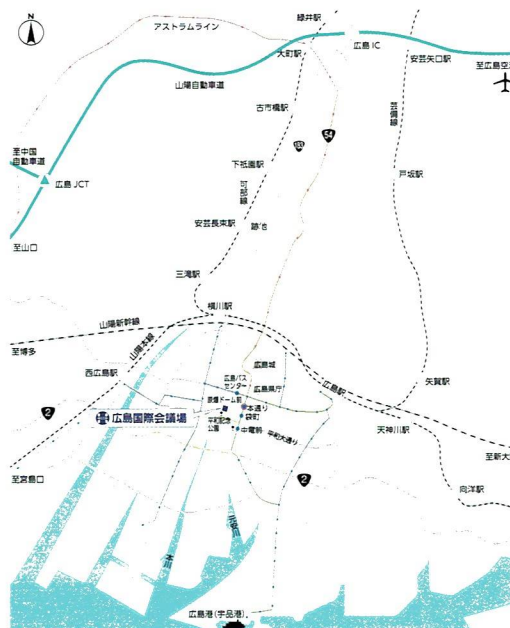 N
緑井駅
アストラムライン
大町駅
広島IC
安芸矢口駅
至広島空港
山陽自動車道
古市橋駅
芸備線
54
183
至中国
自動車道
下祇園駅
戸坂駅
広島JCT
可部線
安芸長束駅
至山口
三滝駅
横川駅
山陽新幹線
山陽本線
至博多
広島城
西広島駅
広島バス
センター
広島県庁
広島駅
矢賀駅
原爆ドーム前
2
広島国際会議場
平和記念
公園
本通り
袋町
中電前
平和大通り
天神川駅
至新大
至宮島口
2
向洋駅
元安川
本川
広島港(宇品港)